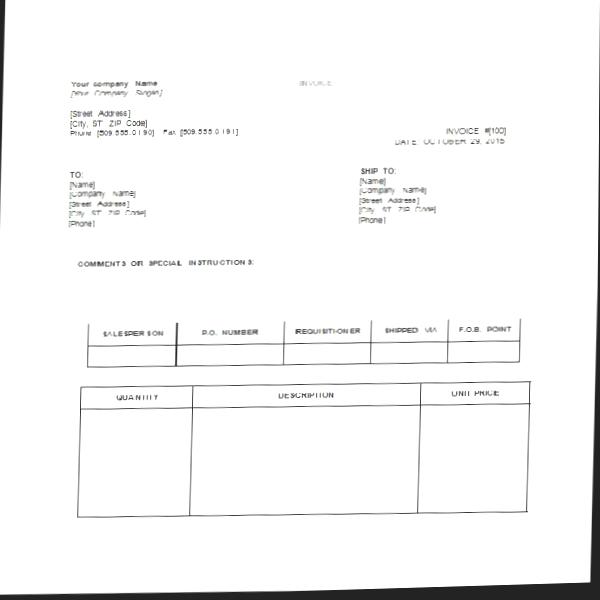 Your company Name
INVOICE
[Your Company Slogan]
[Street Address]
[City, ST ZIP Code]
Phone [509.555.0190] Fax [509.555.0191]
INVOICE #[100]
DATE: OCTOBER 29, 2015
TO:
[Name]
[Company Name]
[Street Address]
[City, ST ZIP Code]
[Phone]
SHIP TO:
[Name]
[Company Name]
[Street Address]
[City, ST ZIP Code]
[Phone]
COMMENTS OR SPECIAL INSTRUCTIONS:
SALESPERSON P.O. NUMBER REQUISITIONER SHIPPED VIA F.O.B. POINT
QUANTITY DESCRIPTION UNIT PRICE